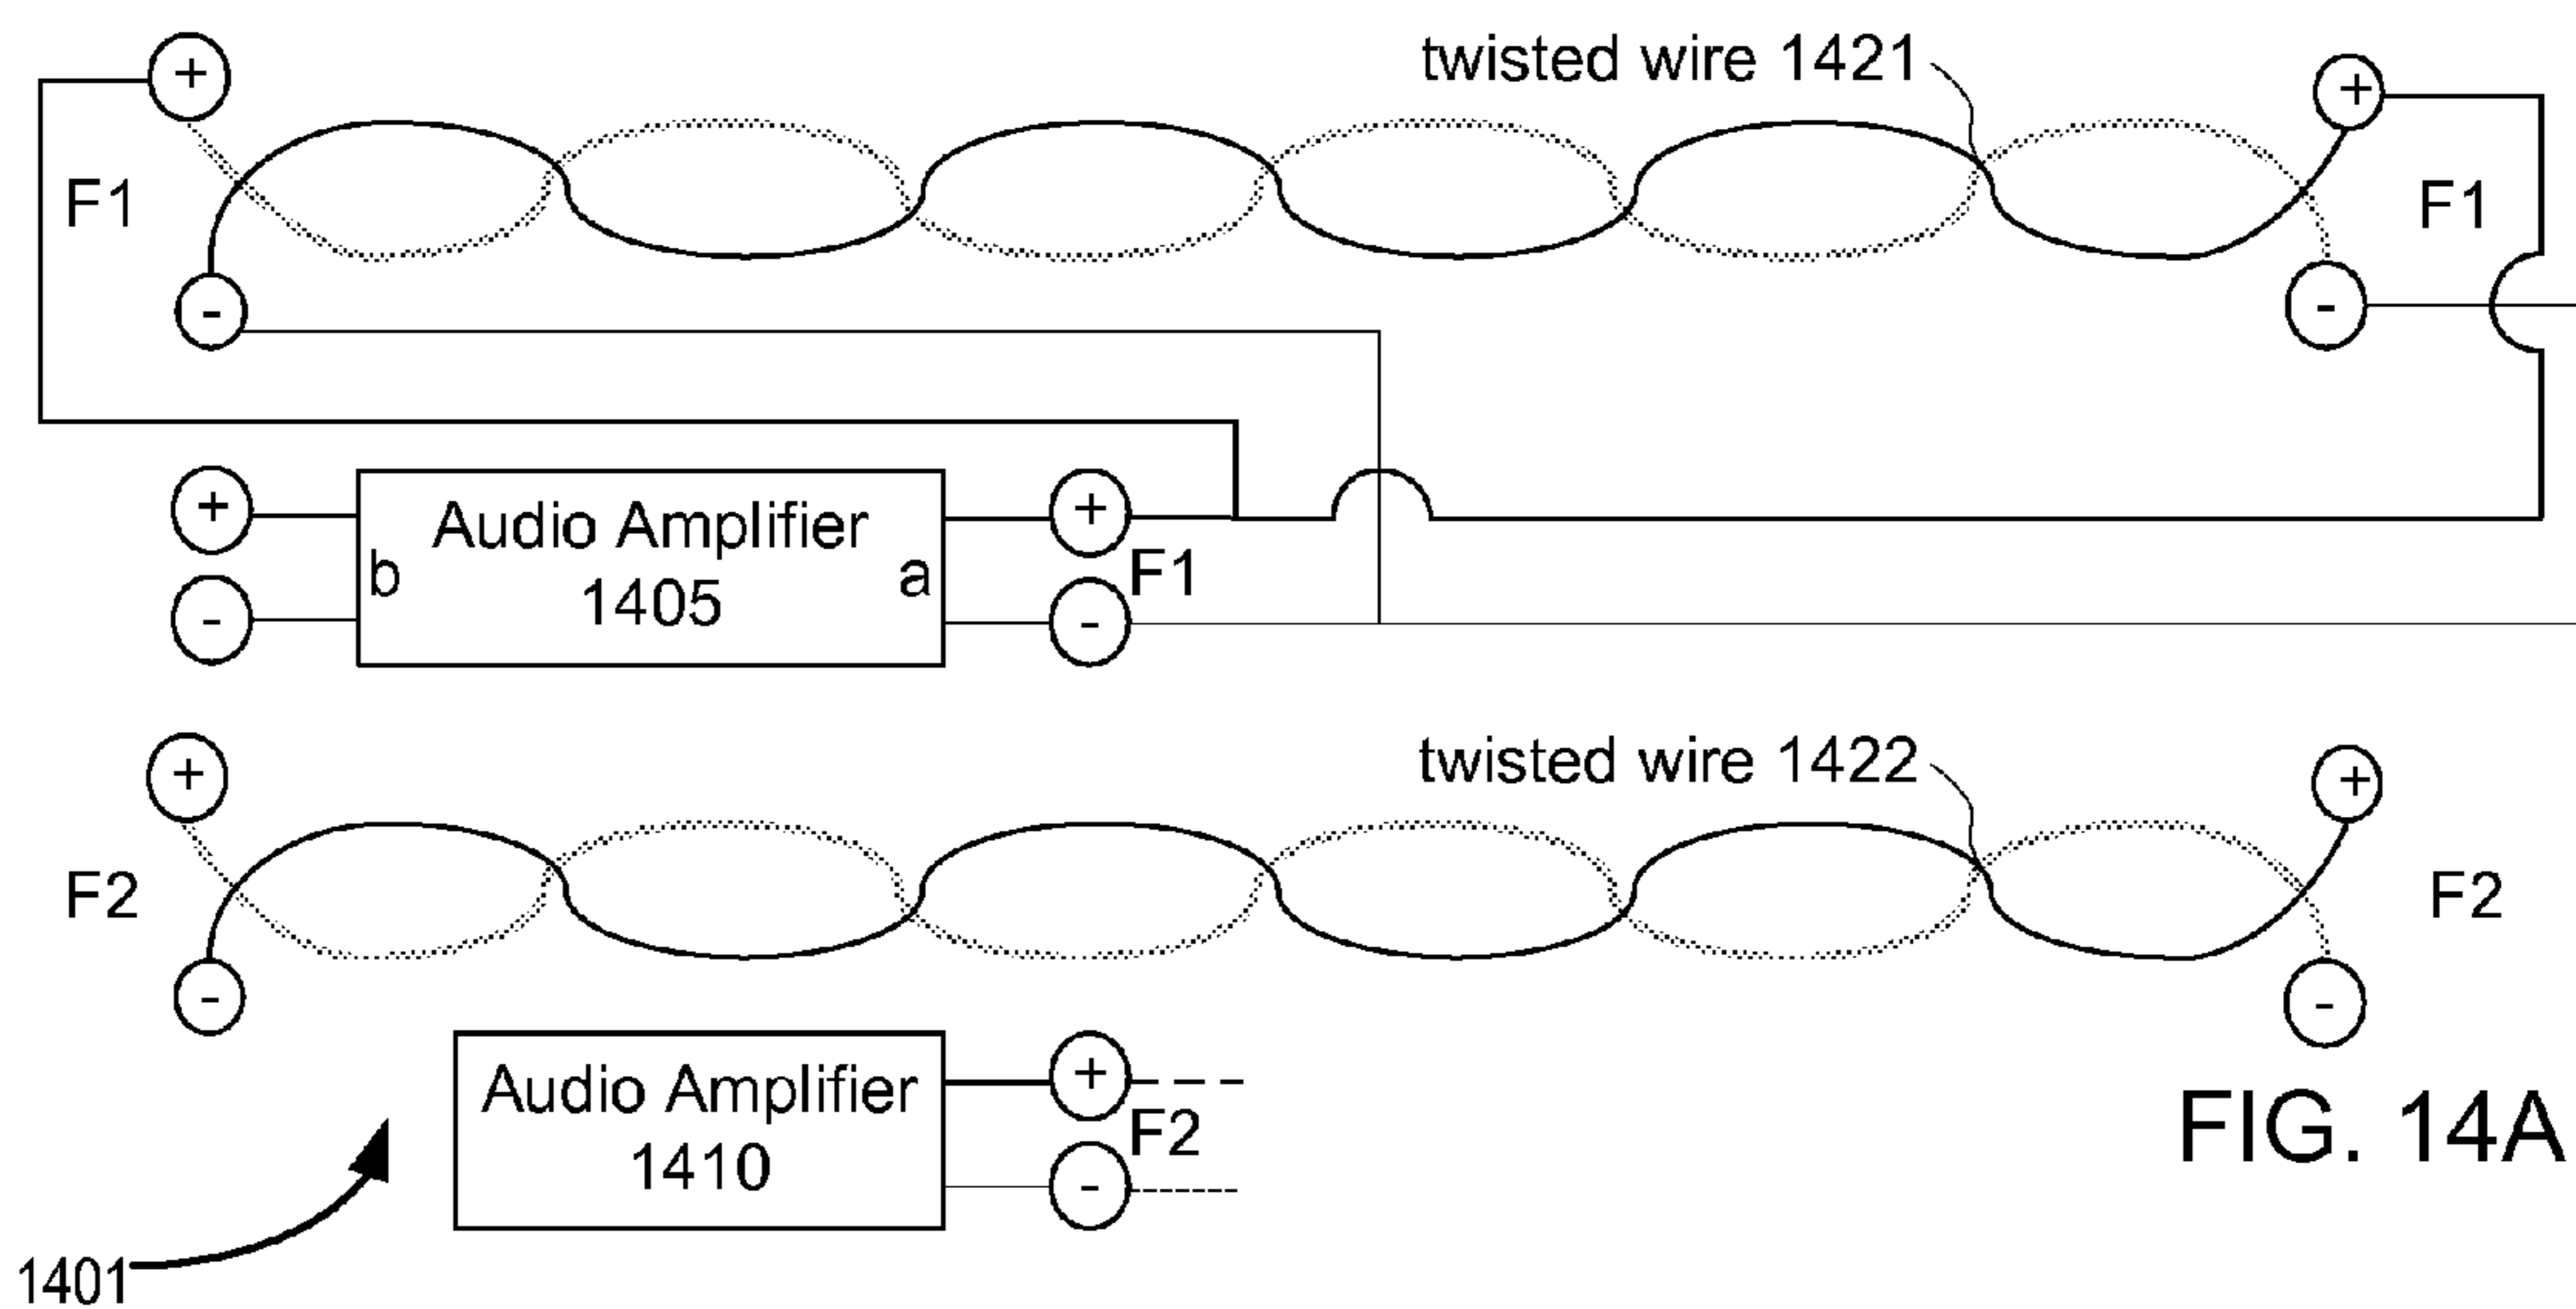 twisted wire 1421
+
+
F1
F1
-
-
+
Audio Amplifier
+
b
a
F1
1405
-
-
twisted wire 1422
+
+
F2
F2
-
-
Audio Amplifier
+
F2
1410
-
FIG. 14A
1401